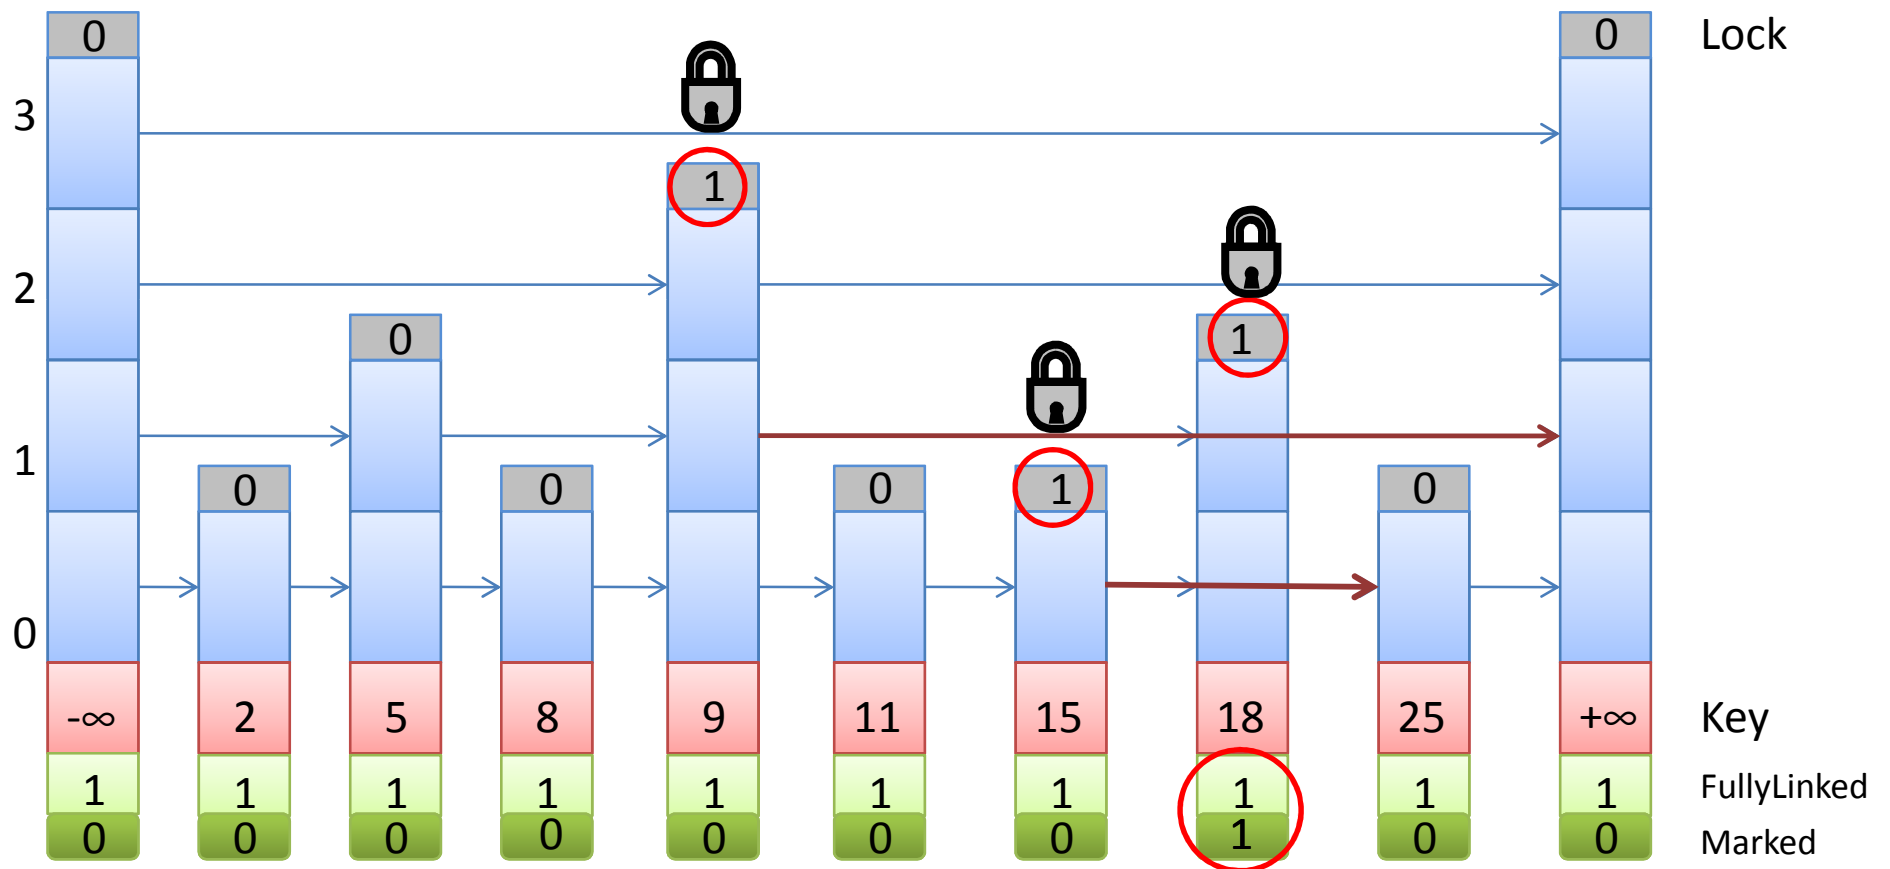 0 0 Lock
3
1
2
0 1
1
0 0 0 1 0
0
-∞ 2 5 8 9 11 15 18 25 +∞ Key
1 1 1 1 1 1 1 1 1 1 FullyLinked
0 0 0 0 0 0 0 1 0 0 Marked